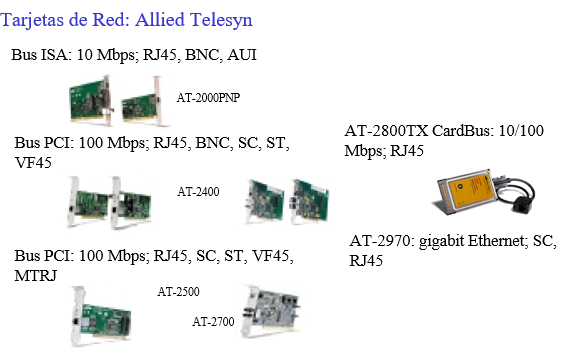 Tarjetas de Red: Allied Telesyn
Bus ISA: 10 Mbps; RJ45, BNC, AUI
AT-2000PNP
Bus PCI: 100 Mbps; RJ45, BNC, SC, ST,
VF45
AT-2400
Bus PCI: 100 Mbps; RJ45, SC, ST, VF45,
MTRJ
AT-2500
AT-2700
AT-2800TX CardBus: 10/100
Mbps; RJ45
AT-2970: gigabit Ethernet; SC,
RJ45